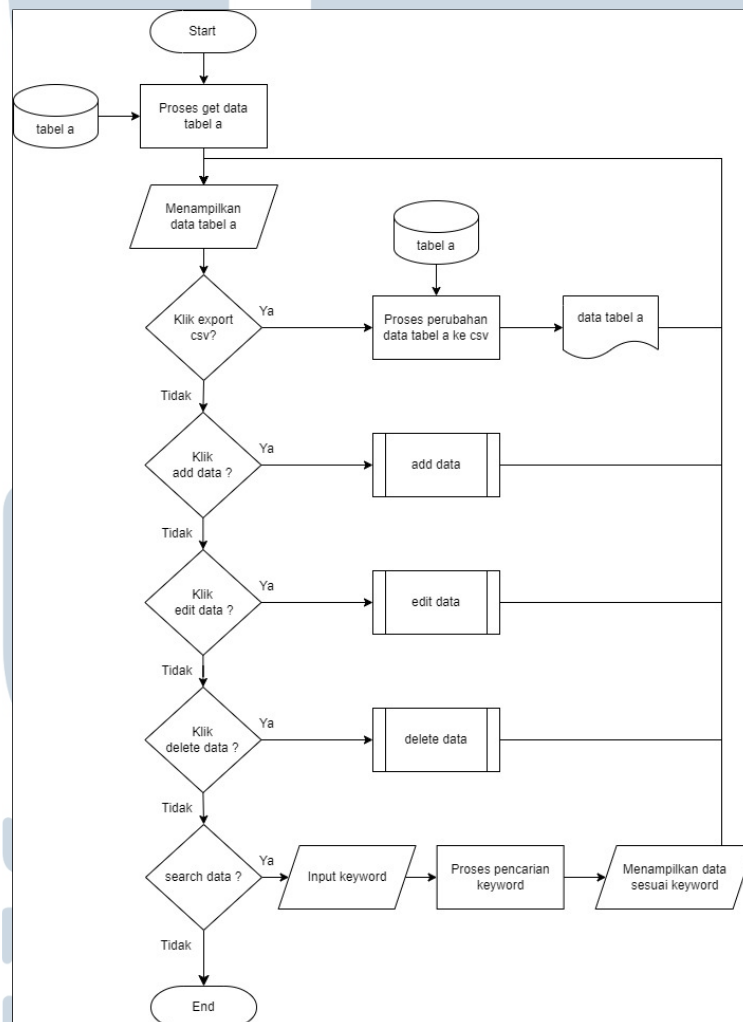 Start
tabel a
Proses get data
tabel a
Menampilkan
data tabel a
tabel a
Klik export
csv?
Ya
Proses perubahan
data tabel a ke csv
data tabel a
Tidak
Klik
add data ?
Ya
add data
Tidak
Klik
edit data ?
Ya
edit data
Tidak
Klik
delete data ?
Ya
delete data
Tidak
search data ?
Ya
Input keyword
Proses pencarian
keyword
Menampilkan data
sesuai keyword
Tidak
End